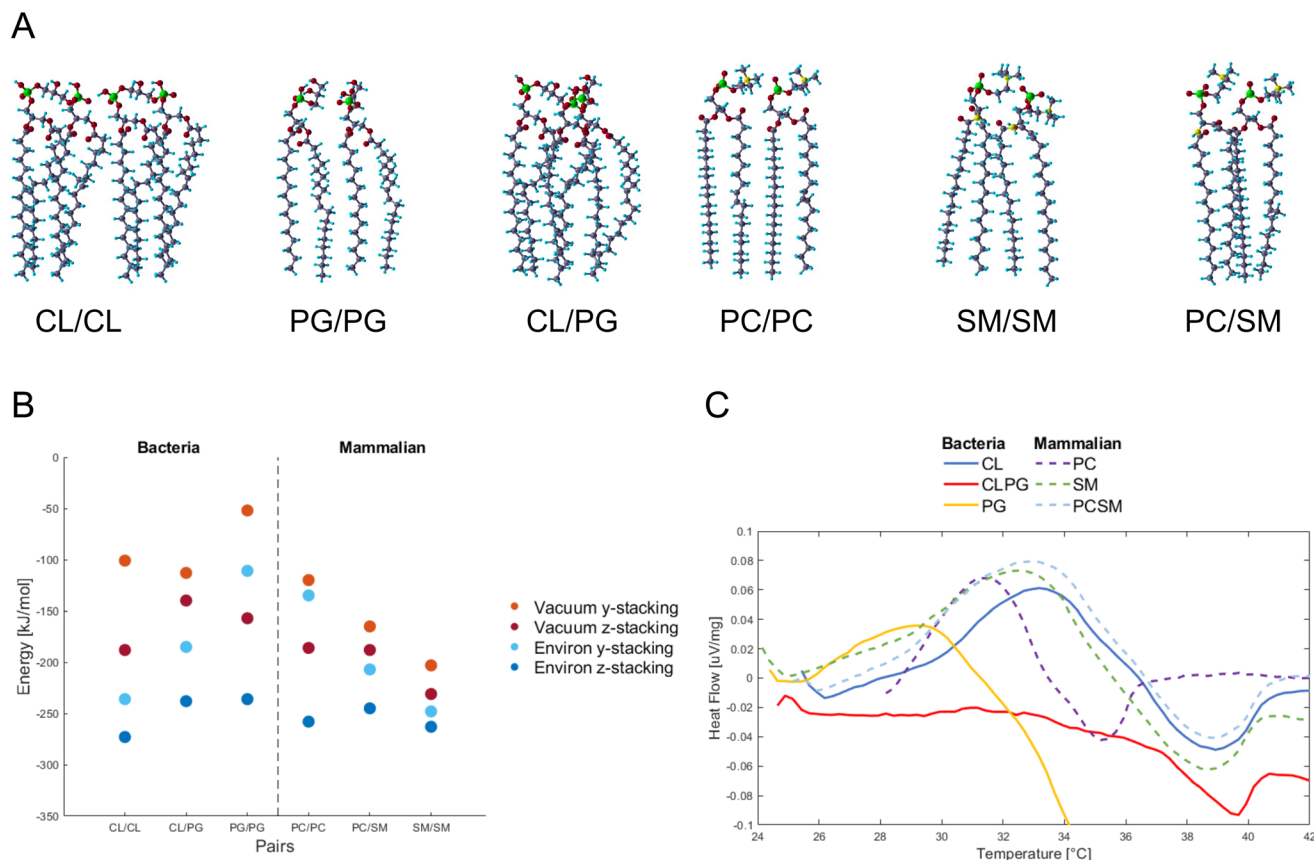 A
CL/CL PG/PG CL/PG PC/PC SM/SM PC/SM
B
Bacteria Mammalian
0
-50
-100
-150
-200
-250
-300
-350
Energy [kJ/mol]
CL/CL CL/PG PG/PG PC/PC PC/SM SM/SM
Pairs
Vacuum y-stacking
Vacuum z-stacking
Environ y-stacking
Environ z-stacking
C
Bacteria Mammalian
CL PC
CLPG SM
PG PCSM
0.1
0.08
0.06
0.04
0.02
0
-0.02
-0.04
-0.06
-0.08
-0.1
Heat Flow [uV/mg]
24 26 28 30 32 34 36 38 40 42
Temperature [°C]